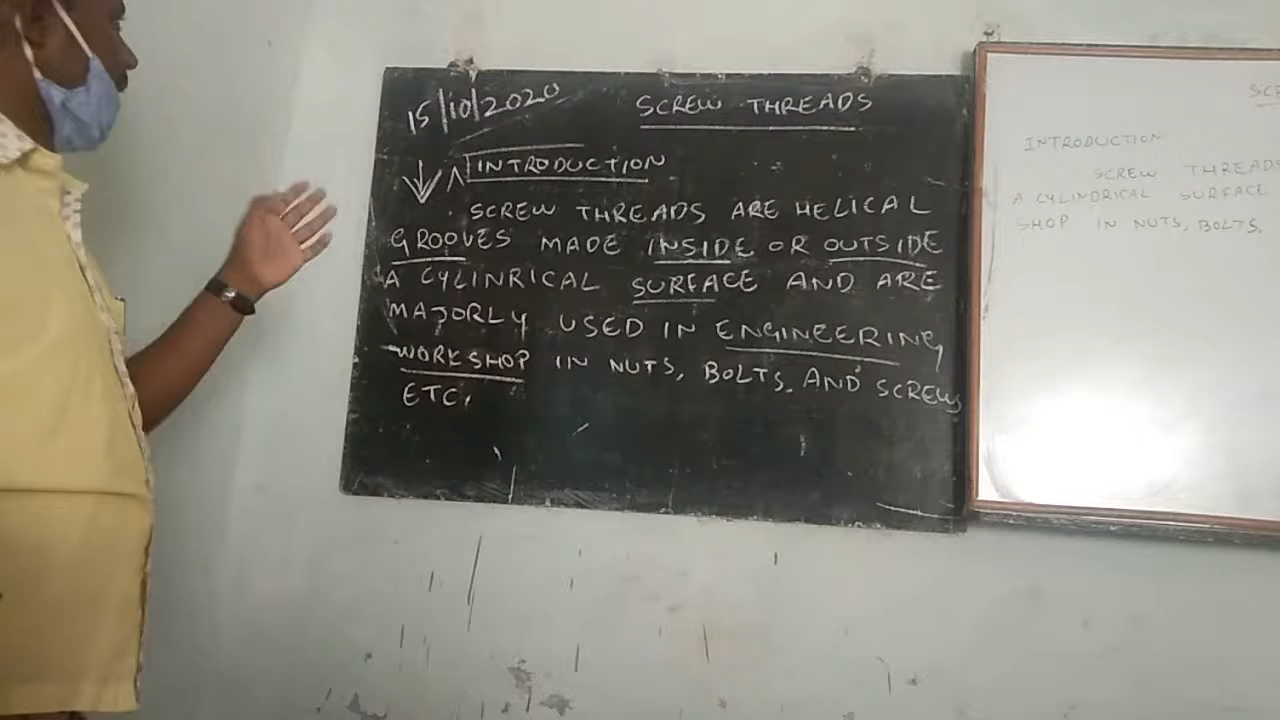 15/10/2020
SCREW THREADS
INTRODUCTION
SCREW THREADS ARE HELICAL
GROOVES MADE INSIDE OR OUTSIDE
A CYLINRICAL SURFACE AND ARE
MAJORLY USED IN ENGINEERING
WORKSHOP IN NUTS, BOLTS, AND SCREWS
ETC.
INTRODUCTION
SCREW THREADS
A CYLINDRICAL SURFACE
SHOP IN NUTS, BOLTS,